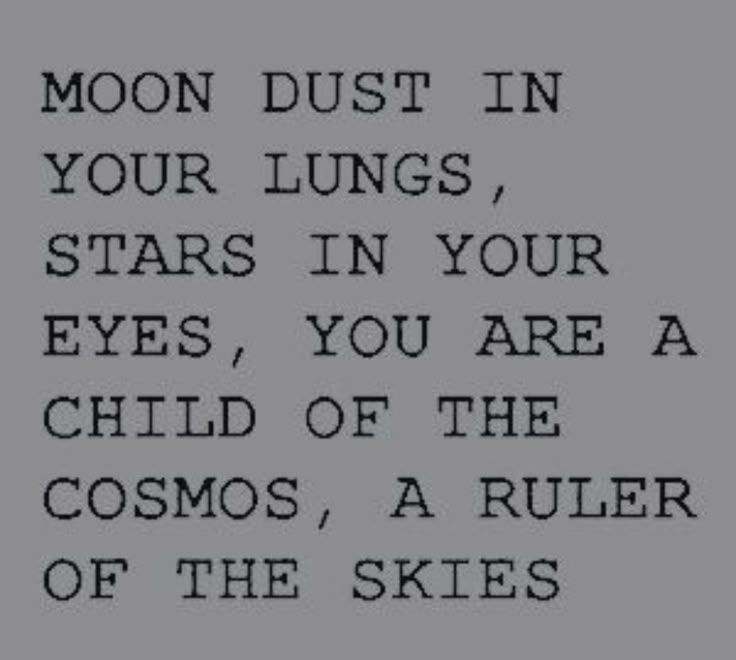 MOON DUST IN
YOUR LUNGS,
STARS IN YOUR
EYES, YOU ARE A
CHILD OF THE
COSMOS, A RULER
OF THE SKIES